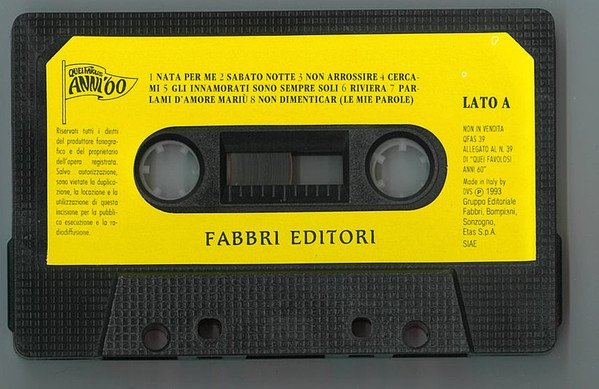 QUEI FAVOLOSI
ANNI '60
1 NATA PER ME 2 SABATO NOTTE 3 NON ARROSSIRE 4 CERCA-
MI 5 GLI INNAMORATI SONO SEMPRE SOLI 6 RIVIERA 7 PAR-
LAMI D'AMORE MARIÙ 8 NON DIMENTICAR (LE MIE PAROLE)
LATO A
Riservati tutti i diritti
del produttore fonogra-
fico e del proprietario
dell'opera registrata.
Salvo autorizzazione,
sono vietate la duplica-
zione, la locazione e la
utilizzazione di questa
incisione per la pubbli-
ca esecuzione e la ra-
diodiffusione.
NON IN VENDITA
QFAS 39
ALLEGATO AL N. 39
DI "QUEI FAVOLOSI
ANNI 60"
Made in Italy by
DVS Ⓟ 1993
Gruppo Editoriale
Fabbri, Bompiani,
Sonzogno,
Etas S.p.A.
SIAE
FABBRI EDITORI